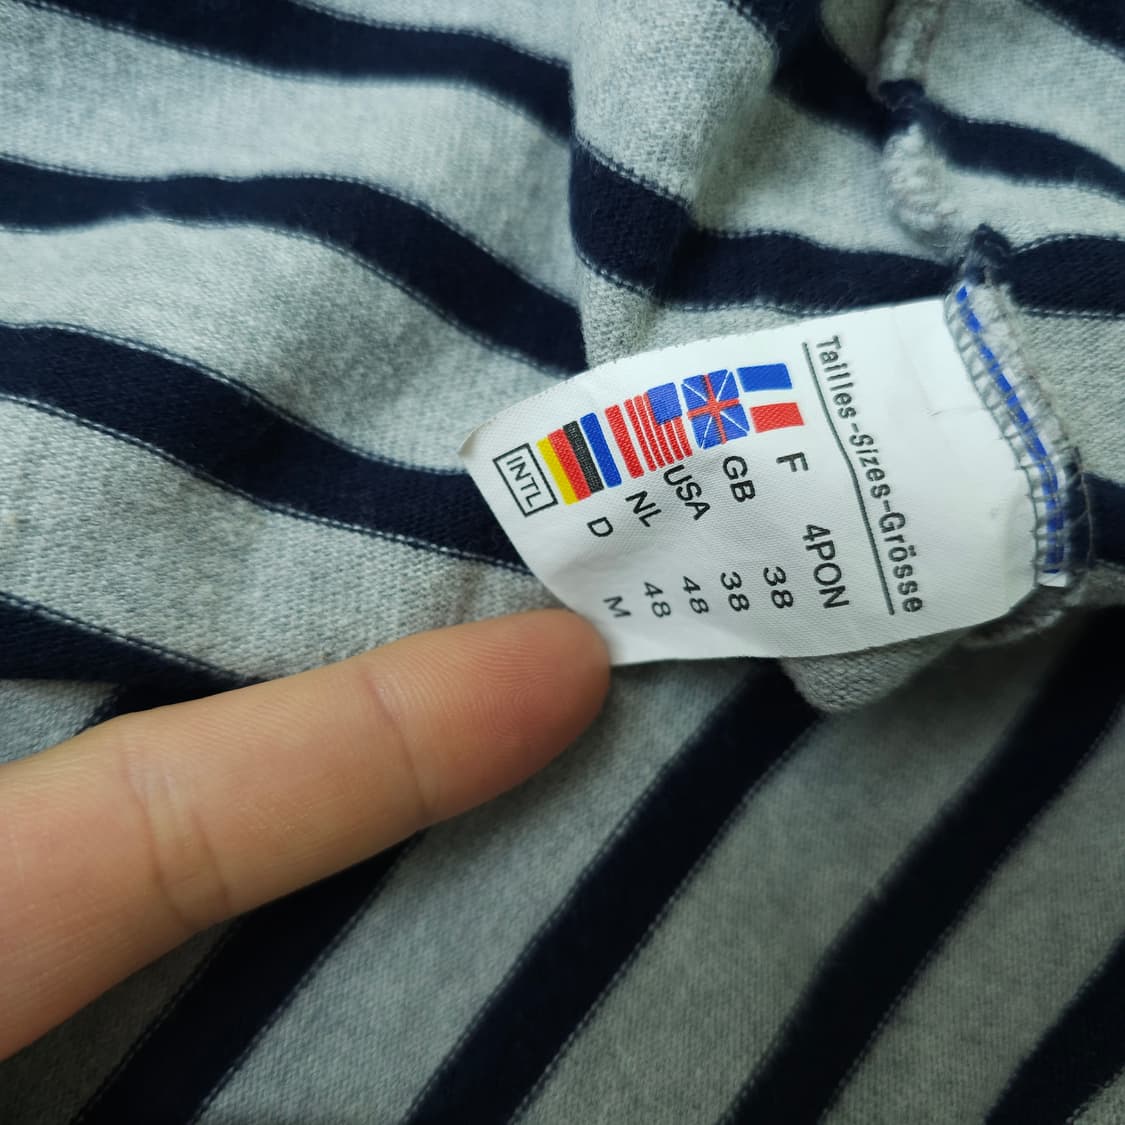 Tailles-Sizes-Grösse
F 4PON
GB 38
USA 38
NL 48
D 48
INTL M